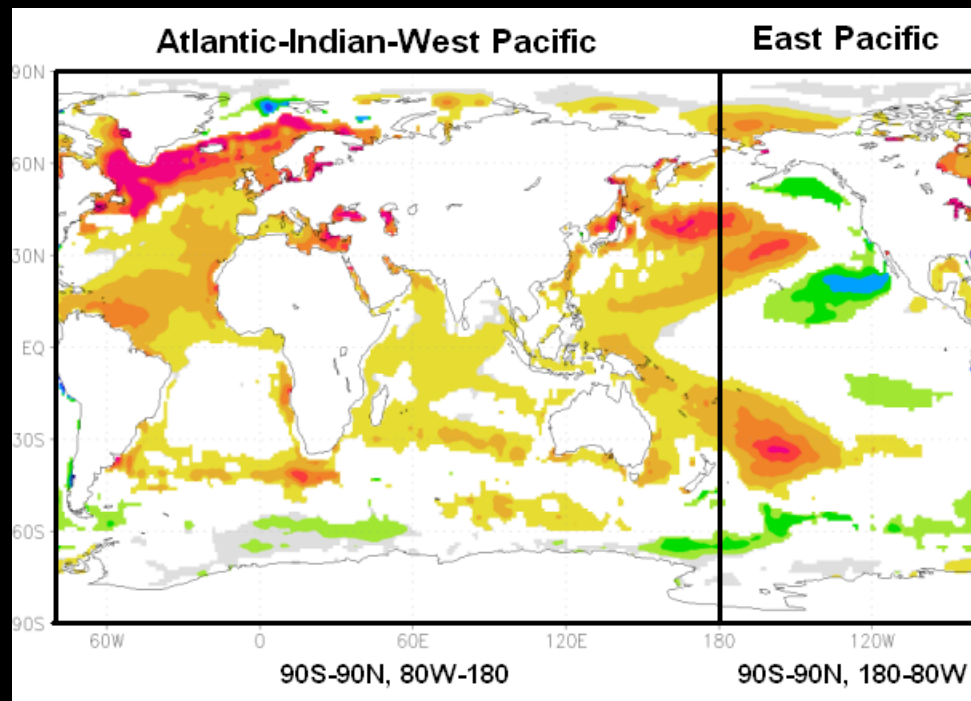 Atlantic-Indian-West Pacific East Pacific
90N
60N
30N
EQ
30S
60S
90S
60W 0 60E 120E 180 120W
90S-90N, 80W-180 90S-90N, 180-80W